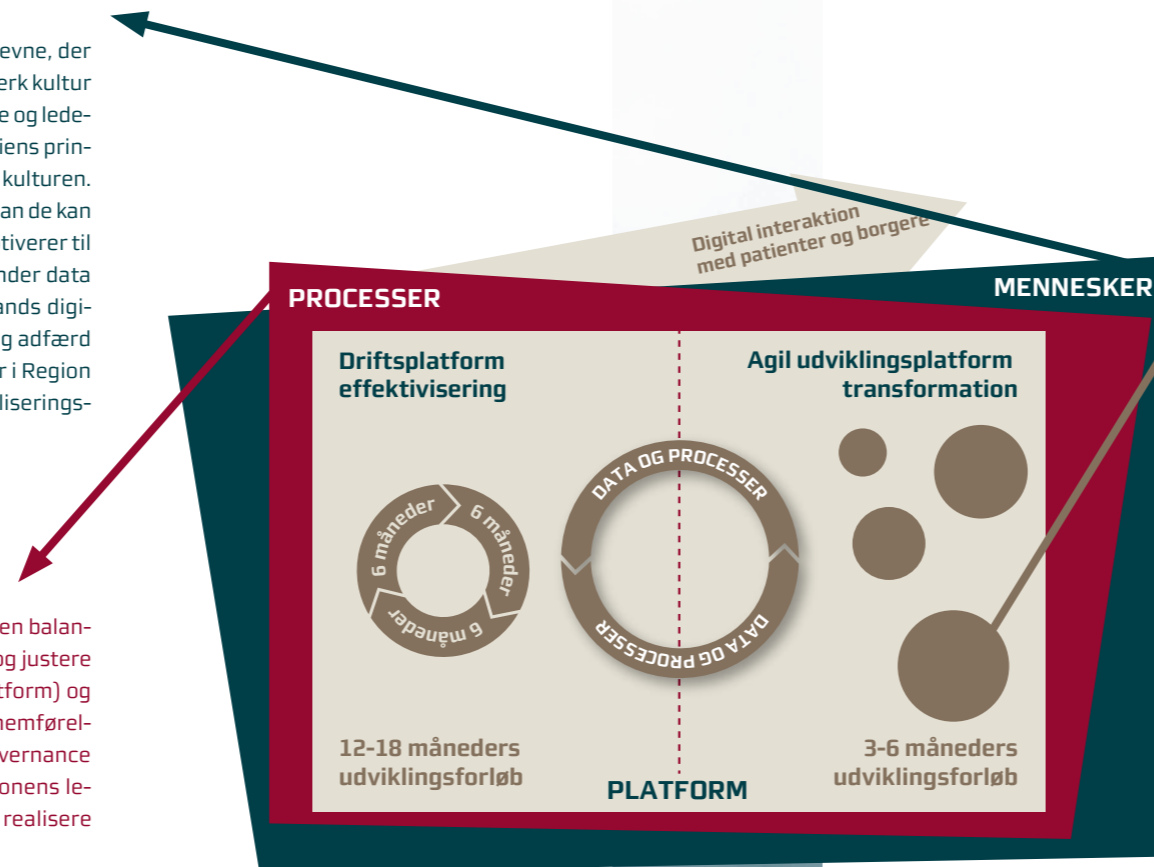 evne, der
erk kultur
e og lede-
iens prin-
kulturen.
an de kan
tiverer til
nder data
ands digi-
g adfærd
r i Region
liserings-
en balan-
og justere
tform) og
nemførel-
vernance
onens le-
realisere
Digital interaktion
med patienter og borgere
PROCESSER
MENNESKER
Driftsplatform
effektivisering
Agil udviklingsplatform
transformation
6 måneder
6 måneder
6 måneder
DATA OG PROCESSER
DATA OG PROCESSER
12-18 måneders
udviklingsforløb
3-6 måneders
udviklingsforløb
PLATFORM